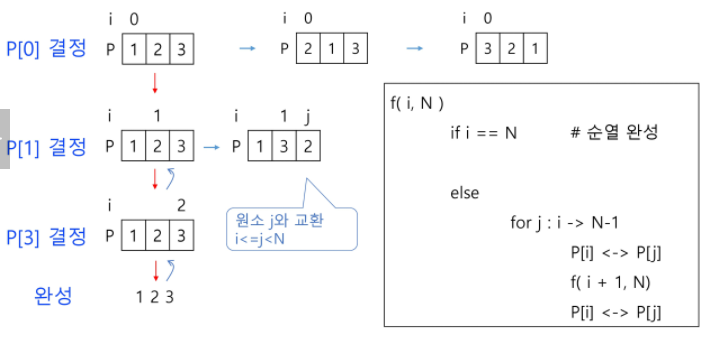 i 0
i 0
i 0
P[0] 결정 P 1 2 3
P 2 1 3
P 3 2 1
i 1
i 1 j
P[1] 결정 P 1 2 3
P 1 3 2
i 2
P[3] 결정 P 1 2 3
원소 j와 교환
i<=j<N
완성 1 2 3
f( i, N )
if i == N # 순열 완성
else
for j : i -> N-1
P[i] <-> P[j]
f( i + 1, N)
P[i] <-> P[j]